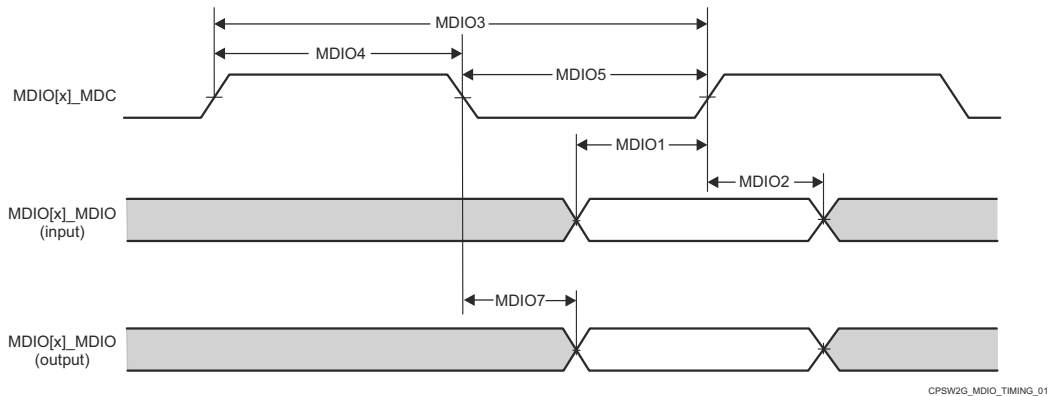 MDIO3
MDIO4
MDIO5
MDIO[x]_MDC
MDIO1
MDIO2
MDIO[x]_MDIO
(input)
MDIO7
MDIO[x]_MDIO
(output)
CPSW2G_MDIO_TIMING_01